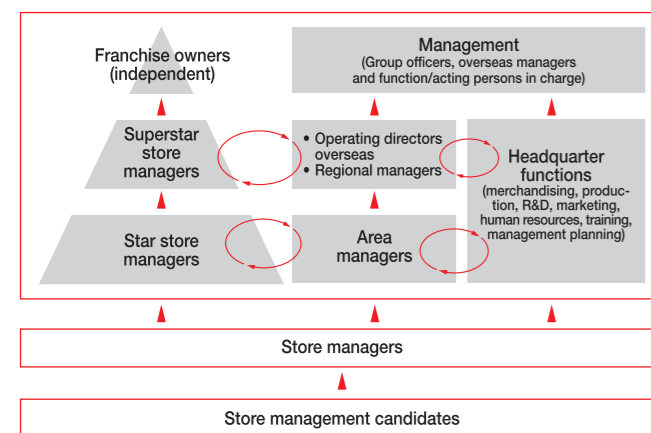 Franchise owners
(independent)
Management
(Group officers, overseas managers
and function/acting persons in charge)
Superstar
store
managers
• Operating directors
overseas
• Regional managers
Headquarter
functions
(merchandising, produc-
tion, R&D, marketing,
human resources, training,
management planning)
Star store
managers
Area
managers
Store managers
Store management candidates